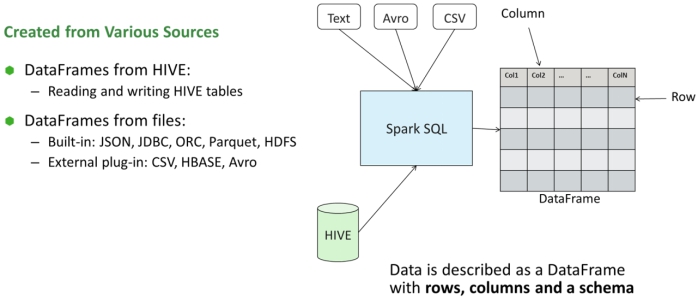 Created from Various Sources
DataFrames from HIVE:
– Reading and writing HIVE tables
DataFrames from files:
– Built-in: JSON, JDBC, ORC, Parquet, HDFS
– External plug-in: CSV, HBASE, Avro
Text
Avro
CSV
Column
Col1 Col2 ... ... ColN
Row
Spark SQL
DataFrame
HIVE
Data is described as a DataFrame
with rows, columns and a schema